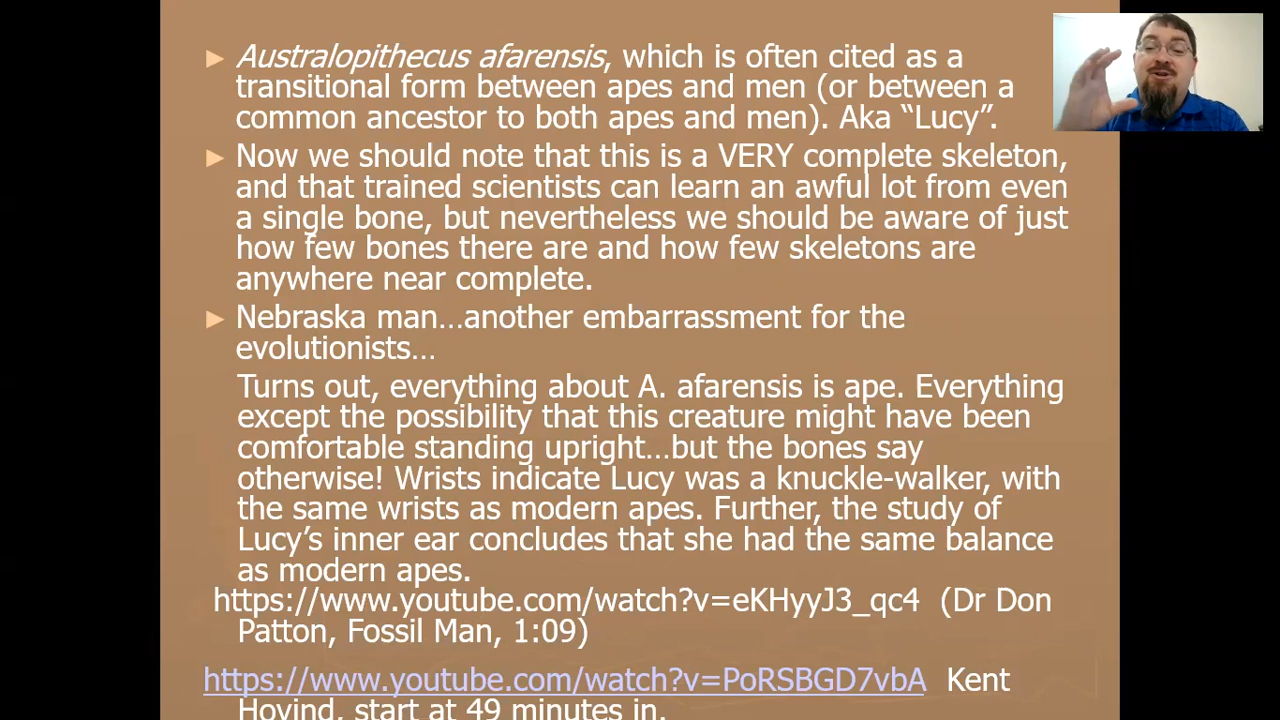 ► Australopithecus afarensis, which is often cited as a
transitional form between apes and men (or between a
common ancestor to both apes and men). Aka “Lucy”.
► Now we should note that this is a VERY complete skeleton,
and that trained scientists can learn an awful lot from even
a single bone, but nevertheless we should be aware of just
how few bones there are and how few skeletons are
anywhere near complete.
► Nebraska man…another embarrassment for the
evolutionists…
Turns out, everything about A. afarensis is ape. Everything
except the possibility that this creature might have been
comfortable standing upright…but the bones say
otherwise! Wrists indicate Lucy was a knuckle-walker, with
the same wrists as modern apes. Further, the study of
Lucy’s inner ear concludes that she had the same balance
as modern apes.
https://www.youtube.com/watch?v=eKHyyJ3_qc4 (Dr Don
Patton, Fossil Man, 1:09)
https://www.youtube.com/watch?v=PoRSBGD7vbA Kent
Hovind, start at 49 minutes in.